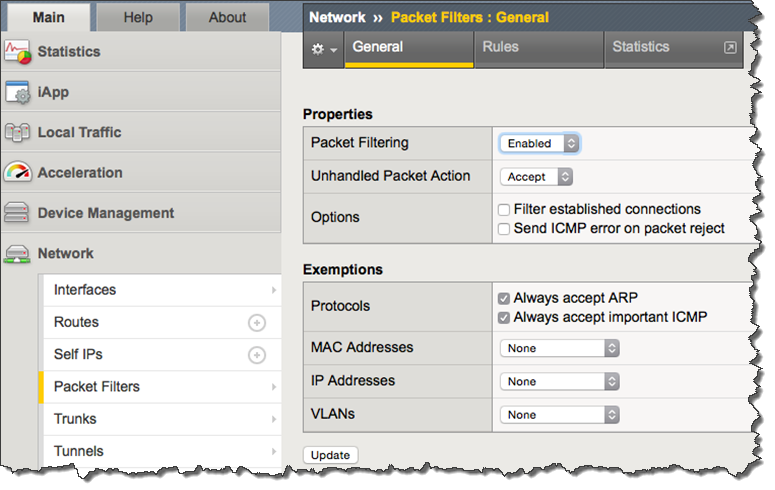 Main
Help
About
Statistics
iApp
Local Traffic
Acceleration
Device Management
Network
Interfaces
Routes
Self IPs
Packet Filters
Trunks
Tunnels
Network ›› Packet Filters : General
General
Rules
Statistics
Properties
Packet Filtering
Enabled
Unhandled Packet Action
Accept
Options
Filter established connections
Send ICMP error on packet reject
Exemptions
Protocols
Always accept ARP
Always accept important ICMP
MAC Addresses
None
IP Addresses
None
VLANs
None
Update